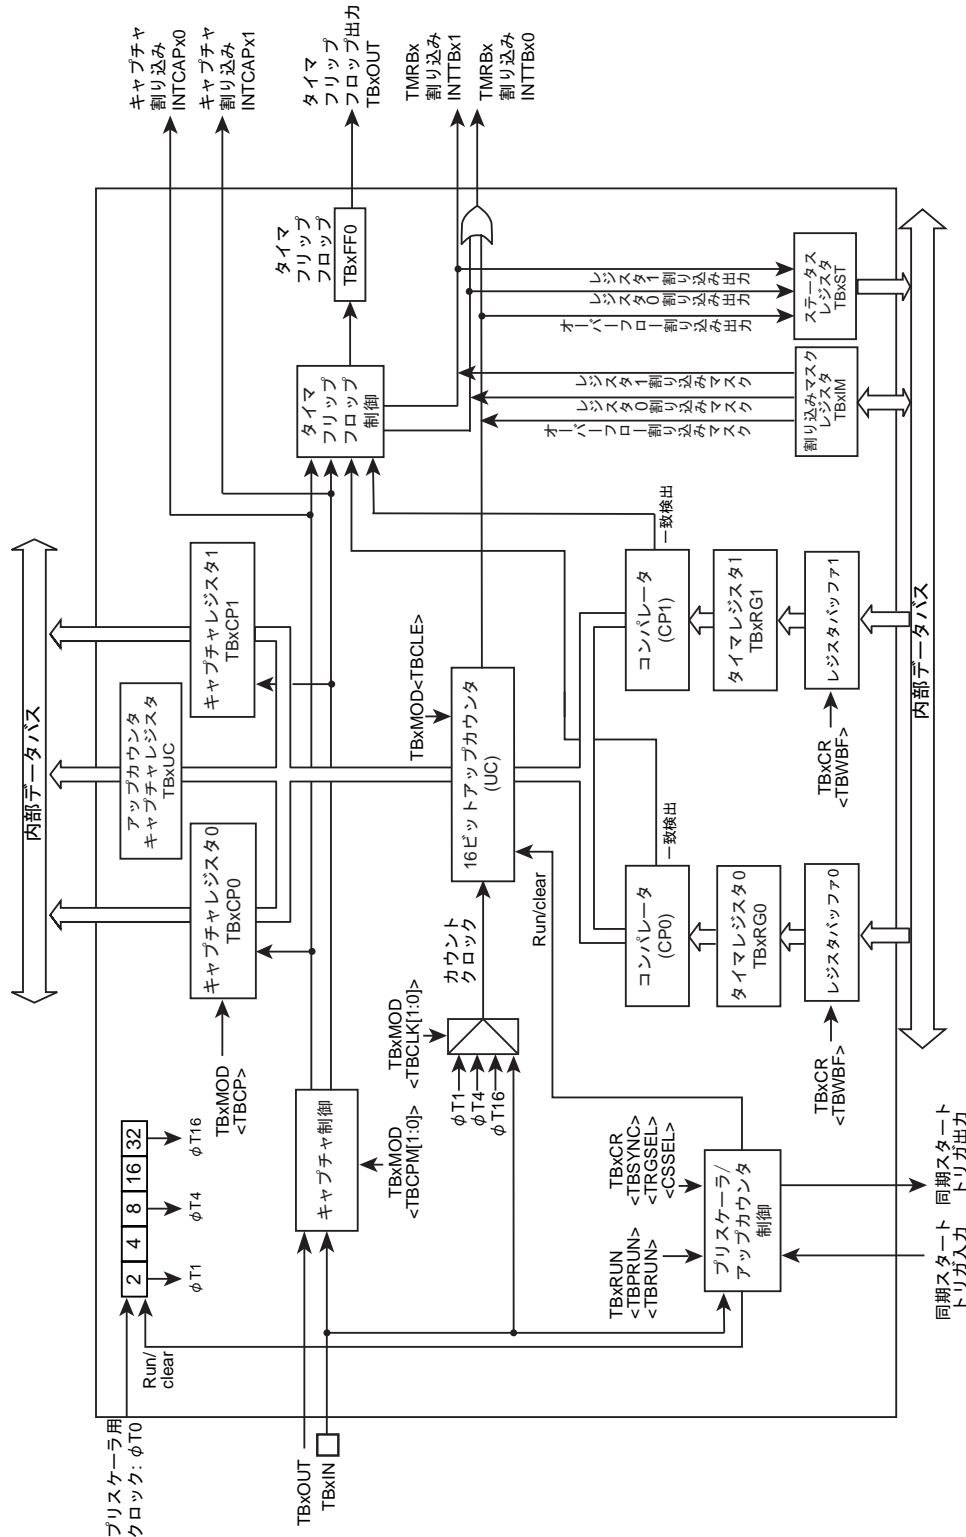 プリスケーラ用
クロック: φT0
2
4
8
16
32
φT1
φT4
φT16
Run/
clear
TBxOUT
TBxIN
キャプチャ制御
TBxMOD
<TBCPM[1:0]>
TBxMOD
<TBCP>
内部データバス
キャプチャレジスタ0
TBxCP0
アップカウンタ
キャプチャレジスタ
TBxUC
キャプチャレジスタ1
TBxCP1
キャプチャ
割り込み
INTCAPx0
キャプチャ
割り込み
INTCAPx1
タイマ
フリップ
フロップ
制御
タイマ
フリップ
フロップ
TBxFF0
タイマ
フリップ
フロップ出力
TBxOUT
TMRBx
割り込み
INTTBx1
TMRBx
割り込み
INTTBx0
TBxMOD
<TBCLK[1:0]>
φT1
φT4
φT16
カウント
クロック
16ビットアップカウンタ
(UC)
TBxMOD<TBCLE>
Run/clear
TBxRUN
<TBPRUN>
<TBRUN>
TBxCR
<TBSYNC>
<TRGSEL>
<CSSEL>
プリスケーラ/
アップカウンタ
制御
同期スタート
トリガ入力
同期スタート
トリガ出力
一致検出
コンパレータ
(CP0)
タイマレジスタ0
TBxRG0
レジスタバッファ0
TBxCR
<TBWBF>
一致検出
コンパレータ
(CP1)
タイマレジスタ1
TBxRG1
レジスタバッファ1
TBxCR
<TBWBF>
レジスタ1割り込みマスク
レジスタ0割り込みマスク
オーバーフロー割り込みマスク
割り込みマスク
レジスタ
TBxIM
レジスタ1割り込み出力
レジスタ0割り込み出力
オーバーフロー割り込み出力
ステータス
レジスタ
TBxST
内部データバス